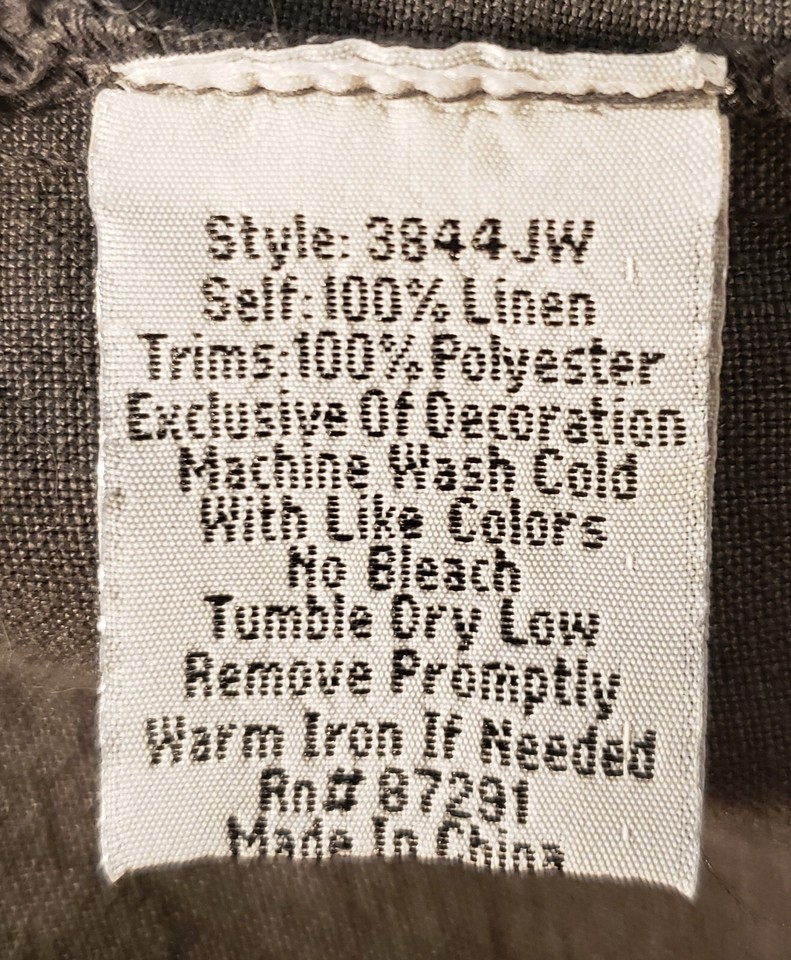 Style: 3844JW
Self:100% Linen
Trims:100% Polyester
Exclusive Of Decoration
Machine Wash Cold
With Like Colors
No Bleach
Tumble Dry Low
Remove Promptly
Warm Iron If Needed
Rn# 87291
Made In China